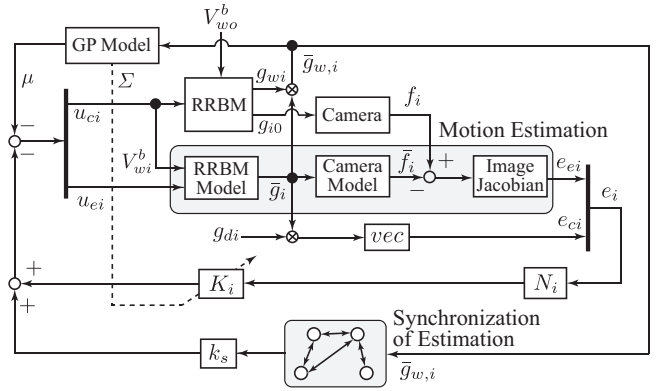 V^b_{wo}
GP Model
μ
Σ
g_{wi}
ḡ_{w,i}
RRBM
Camera
f_i
u_{ci}
g_{i0}
Motion Estimation
−
−
V^b_{wi}
RRBM
Model
ḡ_i
Camera
Model
f̄_i
+
−
Image
Jacobian
e_{ei}
e_i
u_{ei}
e_{ci}
g_{di}
vec
+
+
K_i
N_i
Synchronization
of Estimation
k_s
ḡ_{w,i}